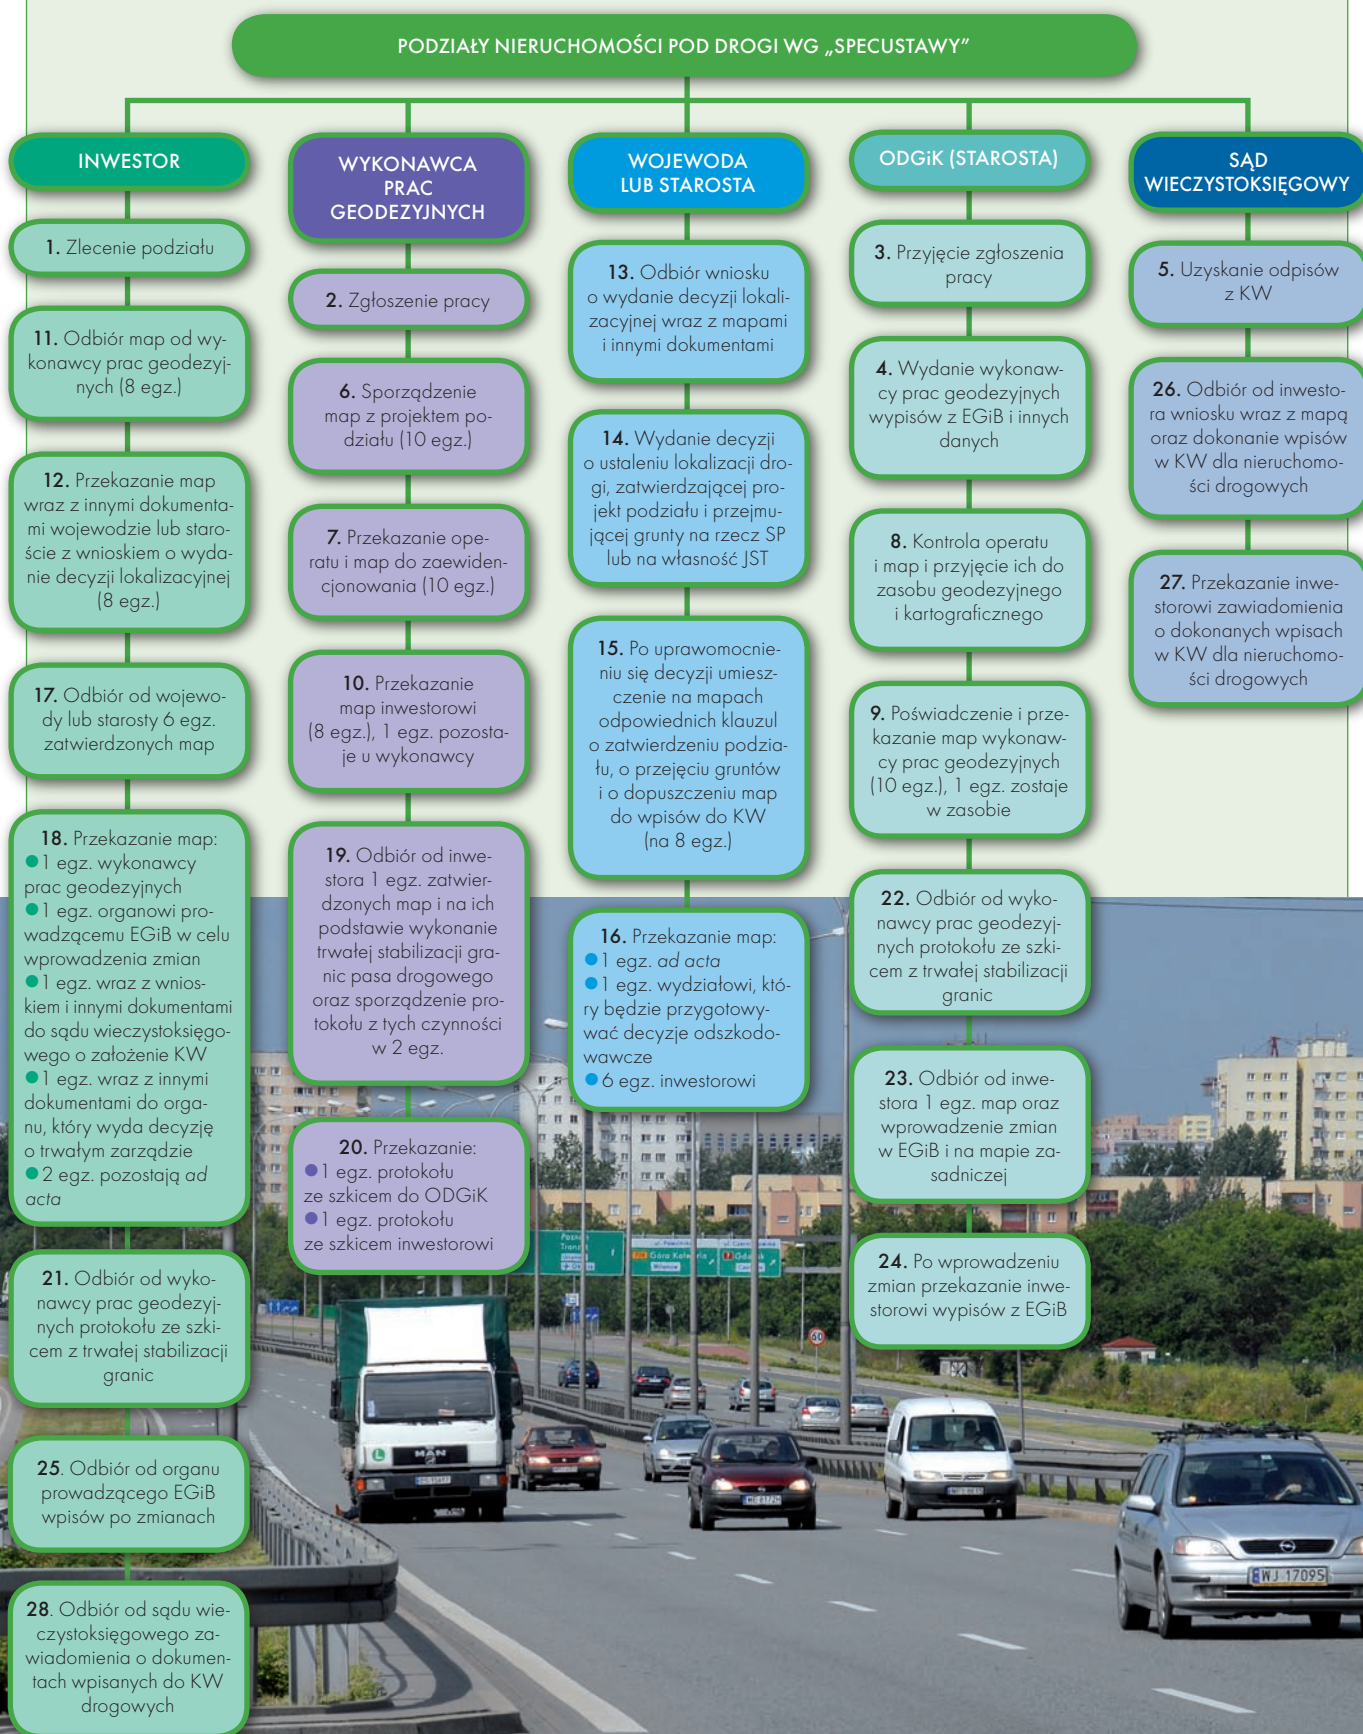 PODZIAŁY NIERUCHOMOŚCI POD DROGI WG „SPECUSTAWY”
INWESTOR
1. Zlecenie podziału
11. Odbiór map od wy-
konawcy prac geodezyj-
nych (8 egz.)
12. Przekazanie map
wraz z innymi dokumenta-
mi wojewodzie lub staro-
ście z wnioskiem o wyda-
nie decyzji lokalizacyjnej
(8 egz.)
17. Odbiór od wojewo-
dy lub starosty 6 egz.
zatwierdzonych map
18. Przekazanie map:
● 1 egz. wykonawcy
prac geodezyjnych
● 1 egz. organowi pro-
wadzącemu EGiB w celu
wprowadzenia zmian
● 1 egz. wraz z wnios-
kiem i innymi dokumentami
do sądu wieczystoksięgo-
wego o założenie KW
● 1 egz. wraz z innymi
dokumentami do orga-
nu, który wyda decyzję
o trwałym zarządzie
● 2 egz. pozostają ad
acta
21. Odbiór od wyko-
nawcy prac geodezyj-
nych protokołu ze szki-
cem z trwałej stabilizacji
granic
25. Odbiór od organu
prowadzącego EGiB
wpisów po zmianach
28. Odbiór od sądu wie-
czystoksięgowego za-
wiadomienia o dokumen-
tach wpisanych do KW
drogowych
WYKONAWCA
PRAC
GEODEZYJNYCH
2. Zgłoszenie pracy
6. Sporządzenie
map z projektem po-
działu (10 egz.)
7. Przekazanie ope-
ratu i map do zaewiden-
cjonowania (10 egz.)
10. Przekazanie
map inwestorowi
(8 egz.), 1 egz. pozosta-
je u wykonawcy
19. Odbiór od inwe-
stora 1 egz. zatwier-
dzonych map i na ich
podstawie wykonanie
trwałej stabilizacji gra-
nic pasa drogowego
oraz sporządzenie pro-
tokołu z tych czynności
w 2 egz.
20. Przekazanie:
● 1 egz. protokołu
ze szkicem do ODGiK
● 1 egz. protokołu
ze szkicem inwestorowi
WOJEWODA
LUB STAROSTA
13. Odbiór wniosku
o wydanie decyzji lokali-
zacyjnej wraz z mapami
i innymi dokumentami
14. Wydanie decyzji
o ustaleniu lokalizacji dro-
gi, zatwierdzającej pro-
jekt podziału i przejmu-
jącej grunty na rzecz SP
lub na własność JST
15. Po uprawomocnie-
niu się decyzji umiesz-
czenie na mapach
odpowiednich klauzul
o zatwierdzeniu podzia-
łu, o przejęciu gruntów
i o dopuszczeniu map
do wpisów do KW
(na 8 egz.)
16. Przekazanie map:
● 1 egz. ad acta
● 1 egz. wydziałowi, któ-
ry będzie przygotowy-
wać decyzje odszkodo-
wawcze
● 6 egz. inwestorowi
ODGiK (STAROSTA)
3. Przyjęcie zgłoszenia
pracy
4. Wydanie wykonaw-
cy prac geodezyjnych
wypisów z EGiB i innych
danych
8. Kontrola operatu
i map i przyjęcie ich do
zasobu geodezyjnego
i kartograficznego
9. Poświadczenie i prze-
kazanie map wykonaw-
cy prac geodezyjnych
(10 egz.), 1 egz. zostaje
w zasobie
22. Odbiór od wyko-
nawcy prac geodezyj-
nych protokołu ze szki-
cem z trwałej stabilizacji
granic
23. Odbiór od inwe-
stora 1 egz. map oraz
wprowadzenie zmian
w EGiB i na mapie za-
sadniczej
24. Po wprowadzeniu
zmian przekazanie inwe-
storowi wypisów z EGiB
SĄD
WIECZYSTOKSIĘGOWY
5. Uzyskanie odpisów
z KW
26. Odbiór od inwesto-
ra wniosku wraz z mapą
oraz dokonanie wpisów
w KW dla nieruchomo-
ści drogowych
27. Przekazanie inwe-
storowi zawiadomienia
o dokonanych wpisach
w KW dla nieruchomo-
ści drogowych
Poznań
Tranzyt
Góra Kalwaria
Gdańsk
60
MAN
WJ 17095